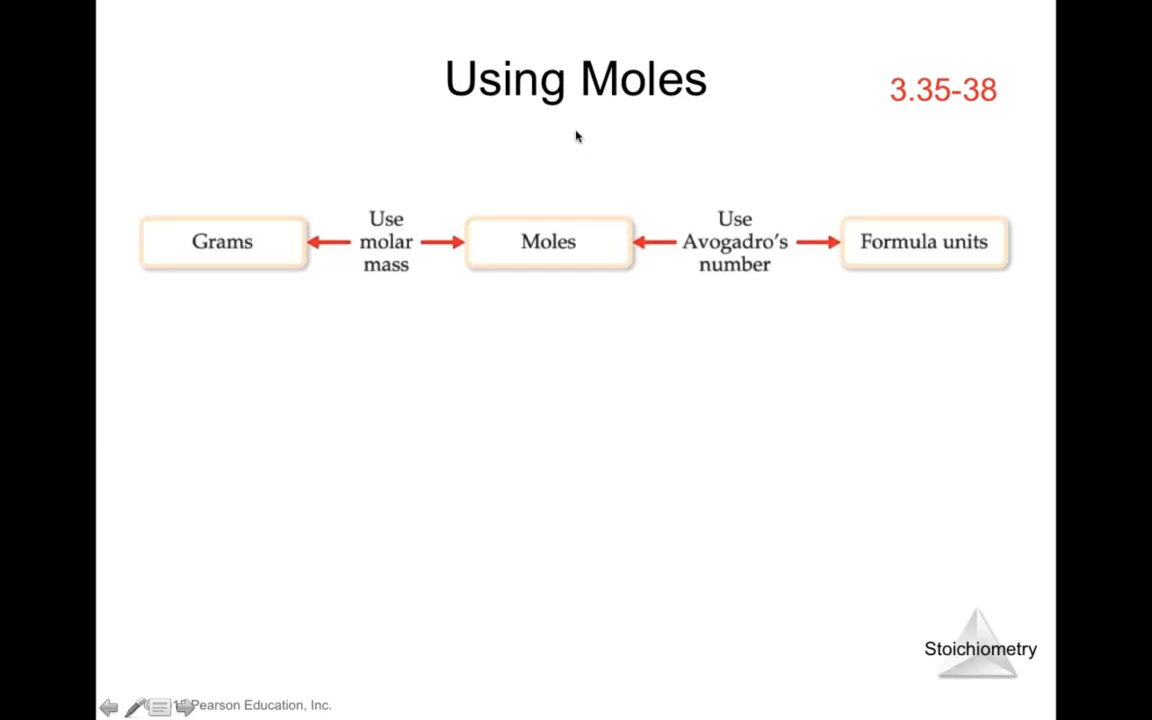 Using Moles
3.35-38
Use
molar
mass
Use
Avogadro's
number
Grams
Moles
Formula units
Stoichiometry
Pearson Education, Inc.